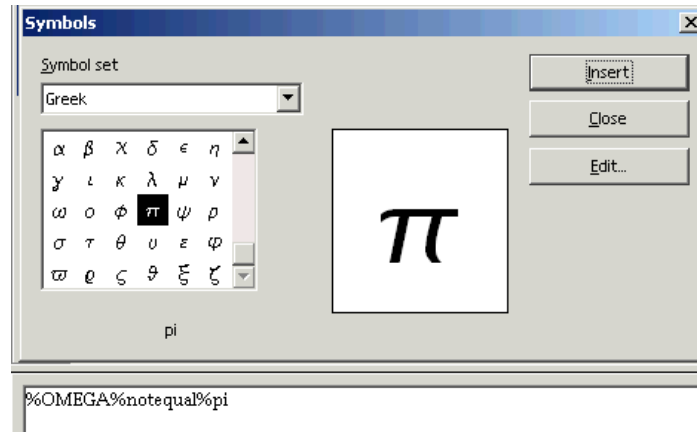 Symbols
Symbol set
Greek
Insert
Close
Edit...
α β χ δ ϵ η
γ ι κ λ μ ν
ω ο ϕ π ψ ρ
σ τ θ υ ε φ
ϖ ϱ ς ϑ ξ ζ
π
pi
%OMEGA%notequal%pi